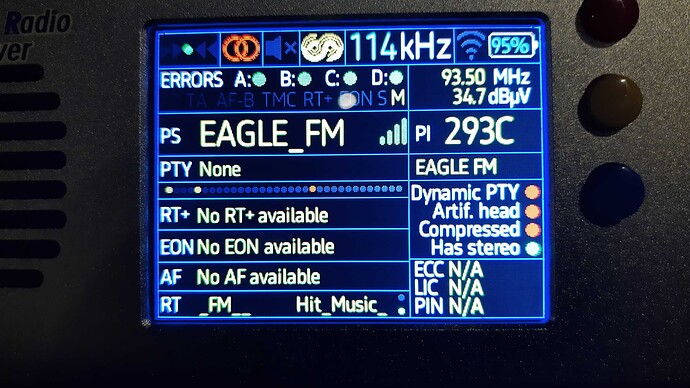 Radio
ver
114 kHz 95%
ERRORS A: B: C: D: 93.50 MHz
TA AF-B TMC RT+ EON S M 34.7 dBµV
PS EAGLE_FM PI 293C
PTY None EAGLE FM
Dynamic PTY
RT+ No RT+ available Artif. head
Compressed
EON No EON available Has stereo
AF No AF available ECC N/A
LIC N/A
RT _FM__ Hit_Music_ PIN N/A